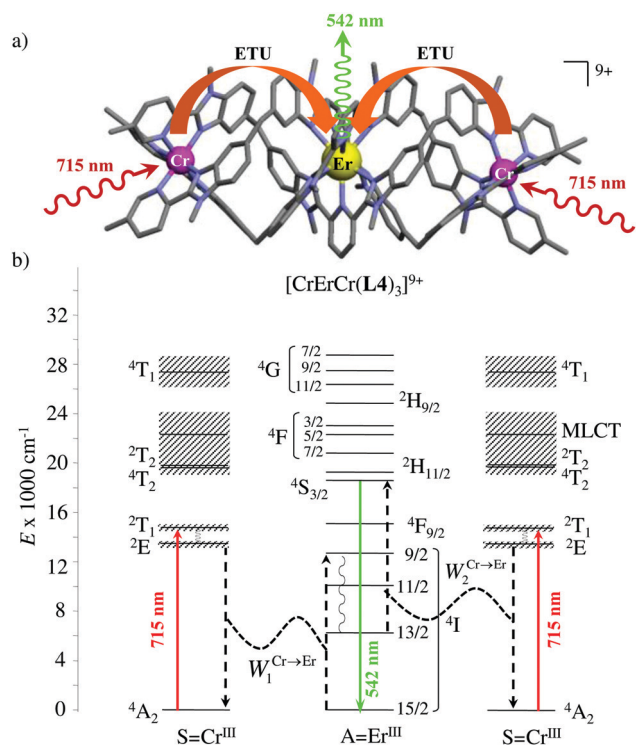 a)
542 nm
ETU
ETU
9+
Cr
Er
Cr
715 nm
715 nm
b)
[CrErCr(L4)₃]⁹⁺
E x 1000 cm⁻¹
32
28
24
20
16
12
8
4
0
⁴T₁
²T₂
⁴T₂
²T₁
²E
⁴A₂
715 nm
W₁ᶜʳ→ᴱʳ
⁴G
7/2
9/2
11/2
²H₉/₂
⁴F
3/2
5/2
7/2
²H₁₁/₂
⁴S₃/₂
⁴F₉/₂
9/2
11/2
13/2
15/2
⁴I
542 nm
W₂ᶜʳ→ᴱʳ
⁴T₁
MLCT
²T₂
⁴T₂
²T₁
²E
715 nm
⁴A₂
S=Crᴵᴵᴵ
A=Erᴵᴵᴵ
S=Crᴵᴵᴵ